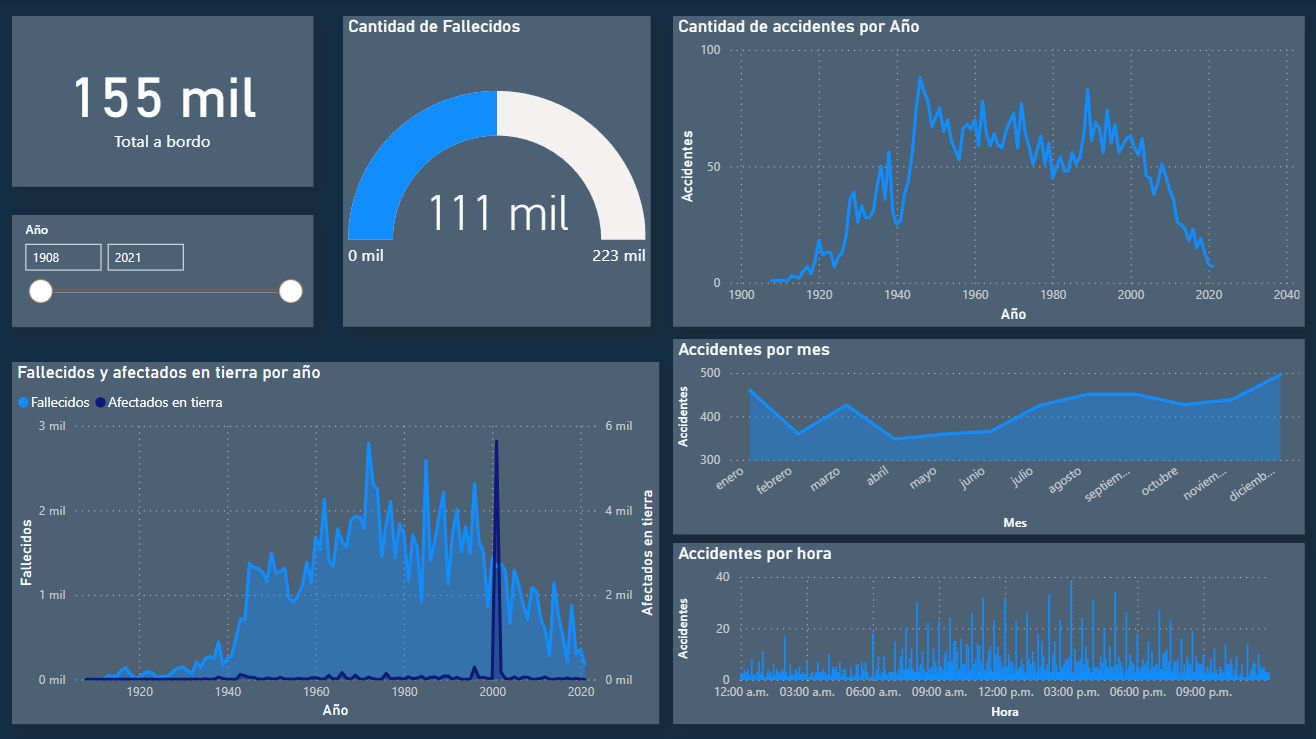 155 mil
Total a bordo
Año
1908 2021
Cantidad de Fallecidos
111 mil
0 mil 223 mil
Cantidad de accidentes por Año
Accidentes
100
50
0
1900 1920 1940 1960 1980 2000 2020 2040
Año
Fallecidos y afectados en tierra por año
Fallecidos Afectados en tierra
Fallecidos
3 mil
2 mil
1 mil
0 mil
6 mil
4 mil
2 mil
0 mil
Afectados en tierra
1920 1940 1960 1980 2000 2020
Año
Accidentes por mes
Accidentes
500
400
300
enero febrero marzo abril mayo junio julio agosto septiem... octubre noviem... diciemb...
Mes
Accidentes por hora
Accidentes
40
20
0
12:00 a.m. 03:00 a.m. 06:00 a.m. 09:00 a.m. 12:00 p.m. 03:00 p.m. 06:00 p.m. 09:00 p.m.
Hora